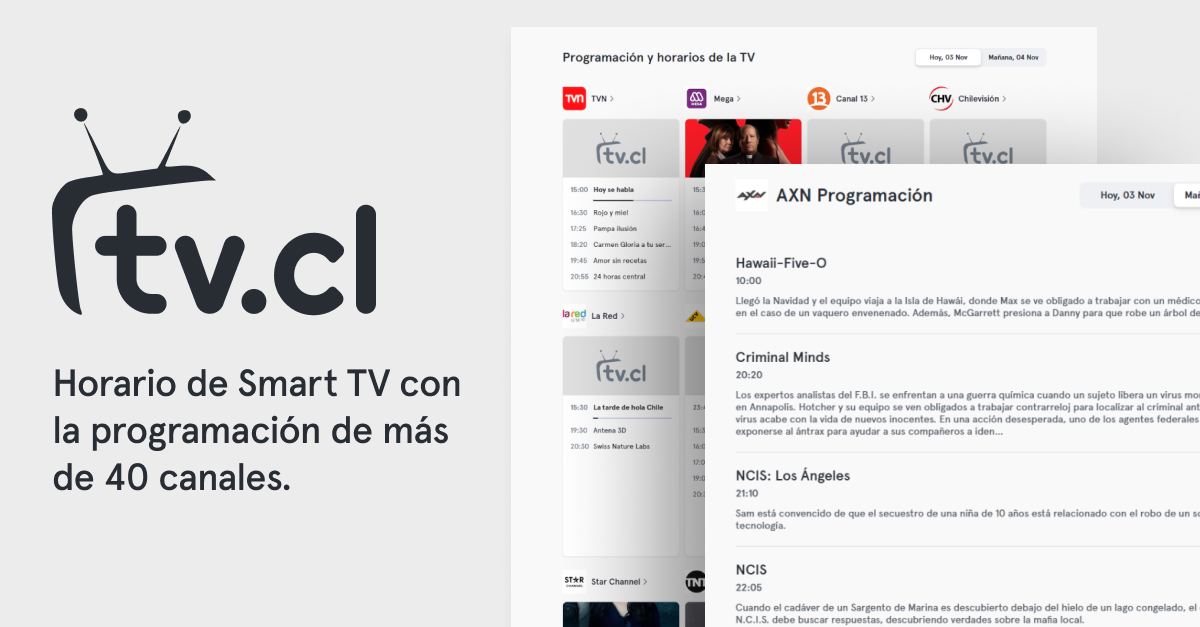 tv.cl
Horario de Smart TV con
la programación de más
de 40 canales.
Programación y horarios de la TV
Hoy, 03 Nov
Mañana, 04 Nov
TVN
TVN >
MEGA
Mega >
13
Canal 13 >
CHV
Chilevisión >
tv.cl
tv.cl
tv.cl
15:00 Hoy se habla
16:30 Rojo y miel
17:25 Pampa ilusión
18:20 Carmen Gloria a tu ser...
19:45 Amor sin recetas
20:55 24 horas central
la red
La Red >
tv.cl
15:30 La tarde de hola Chile
19:30 Antena 3D
20:30 Swiss Nature Labs
STAR
CHANNEL
Star Channel >
TNT
AXN
AXN Programación
Hoy, 03 Nov
Hawaii-Five-O
10:00
Llegó la Navidad y el equipo viaja a la Isla de Hawái, donde Max se ve obligado a trabajar con un médico
en el caso de un vaquero envenenado. Además, McGarrett presiona a Danny para que robe un árbol de
Criminal Minds
20:20
Los expertos analistas del F.B.I. se enfrentan a una guerra química cuando un sujeto libera un virus mo
en Annapolis. Hotcher y su equipo se ven obligados a trabajar contrarreloj para localizar al criminal ant
virus acabe con la vida de nuevos inocentes. En una acción desesperada, uno de los agentes federales
exponerse al ántrax para ayudar a sus compañeros a iden...
NCIS: Los Ángeles
21:10
Sam está convencido de que el secuestro de una niña de 10 años está relacionado con el robo de un so
tecnología.
NCIS
22:05
Cuando el cadáver de un Sargento de Marina es descubierto debajo del hielo de un lago congelado, el
N.C.I.S. debe buscar respuestas, descubriendo verdades sobre la mafia local.